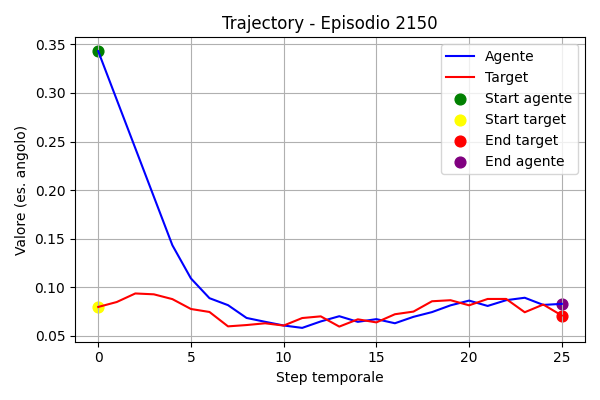 Trajectory - Episodio 2150
Valore (es. angolo)
0.35
0.30
0.25
0.20
0.15
0.10
0.05
Agente
Target
Start agente
Start target
End target
End agente
0 5 10 15 20 25
Step temporale